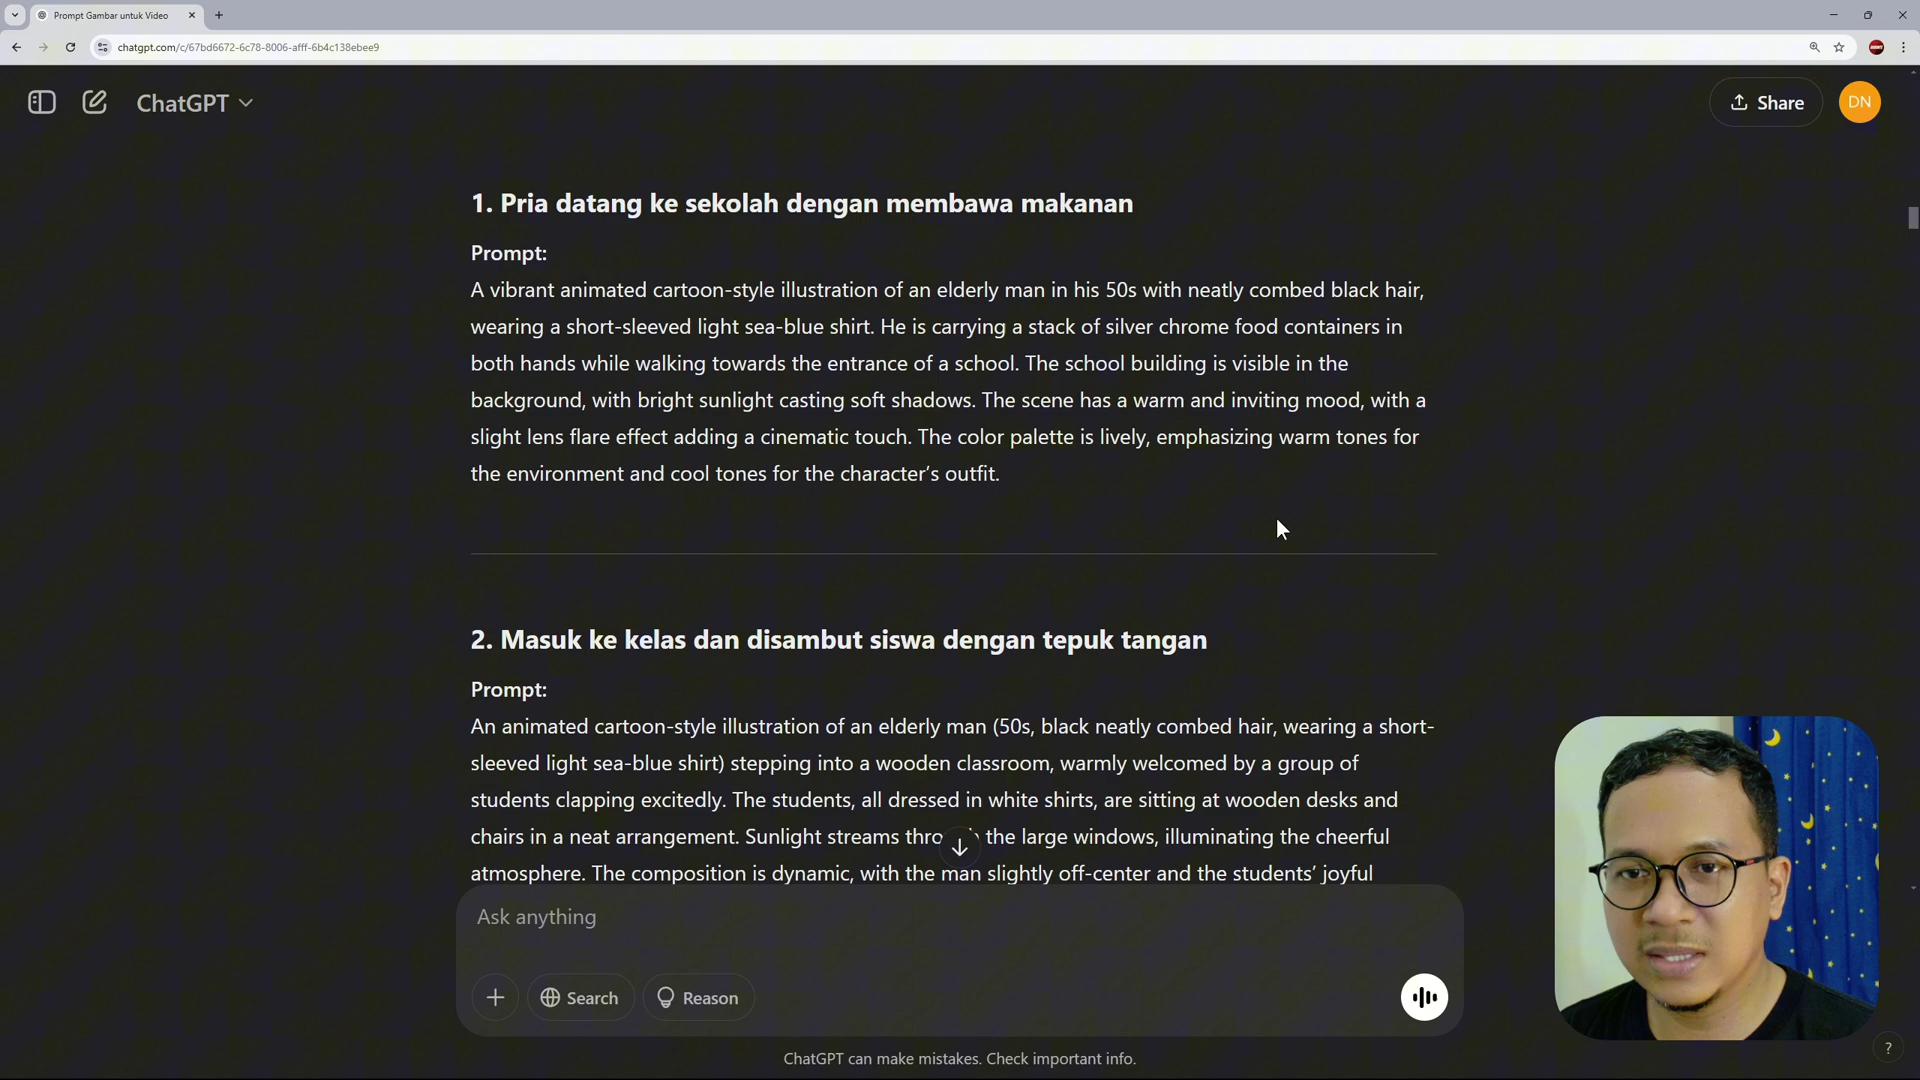 Prompt Gambar untuk Video
chatgpt.com/c/67bd6672-6c78-8006-afff-6b4c138ebee9
ChatGPT
Share
DN
1. Pria datang ke sekolah dengan membawa makanan
Prompt:
A vibrant animated cartoon-style illustration of an elderly man in his 50s with neatly combed black hair,
wearing a short-sleeved light sea-blue shirt. He is carrying a stack of silver chrome food containers in
both hands while walking towards the entrance of a school. The school building is visible in the
background, with bright sunlight casting soft shadows. The scene has a warm and inviting mood, with a
slight lens flare effect adding a cinematic touch. The color palette is lively, emphasizing warm tones for
the environment and cool tones for the character’s outfit.
2. Masuk ke kelas dan disambut siswa dengan tepuk tangan
Prompt:
An animated cartoon-style illustration of an elderly man (50s, black neatly combed hair, wearing a short-
sleeved light sea-blue shirt) stepping into a wooden classroom, warmly welcomed by a group of
students clapping excitedly. The students, all dressed in white shirts, are sitting at wooden desks and
chairs in a neat arrangement. Sunlight streams the large windows, illuminating the cheerful
atmosphere. The composition is dynamic, with the man slightly off-center and the students’ joyful
Ask anything
Search
Reason
ChatGPT can make mistakes. Check important info.
?